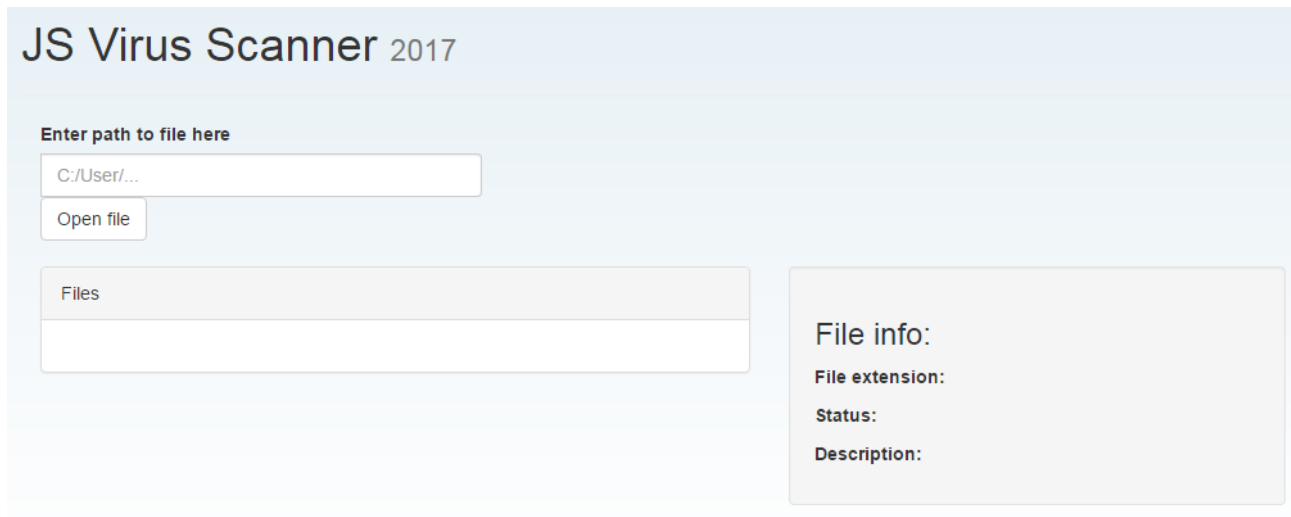 JS Virus Scanner 2017
Enter path to file here
C:/User/...
Open file
Files
File info:
File extension:
Status:
Description: